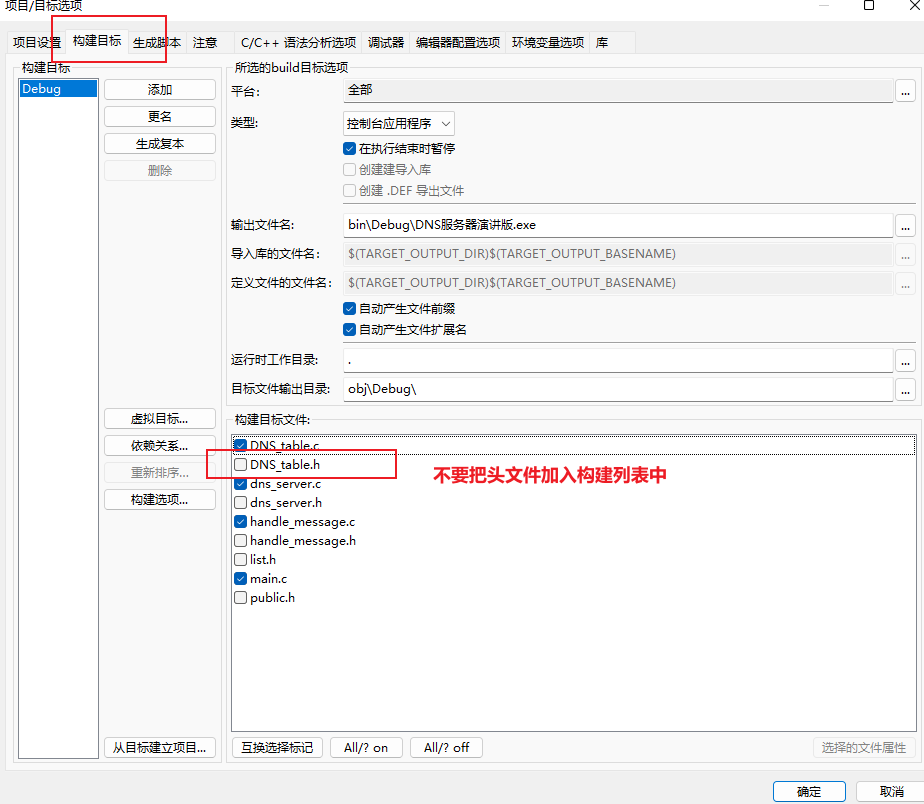 项目/目标选项
项目设置
构建目标
生成脚本
注意
C/C++ 语法分析选项
调试器
编辑器配置选项
环境变量选项
库
构建目标
Debug
添加
更名
生成复本
删除
虚拟目标...
依赖关系...
重新排序...
构建选项...
从目标建立项目...
所选的build目标选项
平台:
全部
...
类型:
控制台应用程序
在执行结束时暂停
创建建导入库
创建 .DEF 导出文件
输出文件名:
bin\Debug\DNS服务器演讲版.exe
...
导入库的文件名:
$(TARGET_OUTPUT_DIR)$(TARGET_OUTPUT_BASENAME)
...
定义文件的文件名:
$(TARGET_OUTPUT_DIR)$(TARGET_OUTPUT_BASENAME)
...
自动产生文件前缀
自动产生文件扩展名
运行时工作目录:
.
...
目标文件输出目录:
obj\Debug\
...
构建目标文件:
DNS_table.c
DNS_table.h
不要把头文件加入构建列表中
dns_server.c
dns_server.h
handle_message.c
handle_message.h
list.h
main.c
public.h
互换选择标记
All/? on
All/? off
选择的文件属性
确定
取消